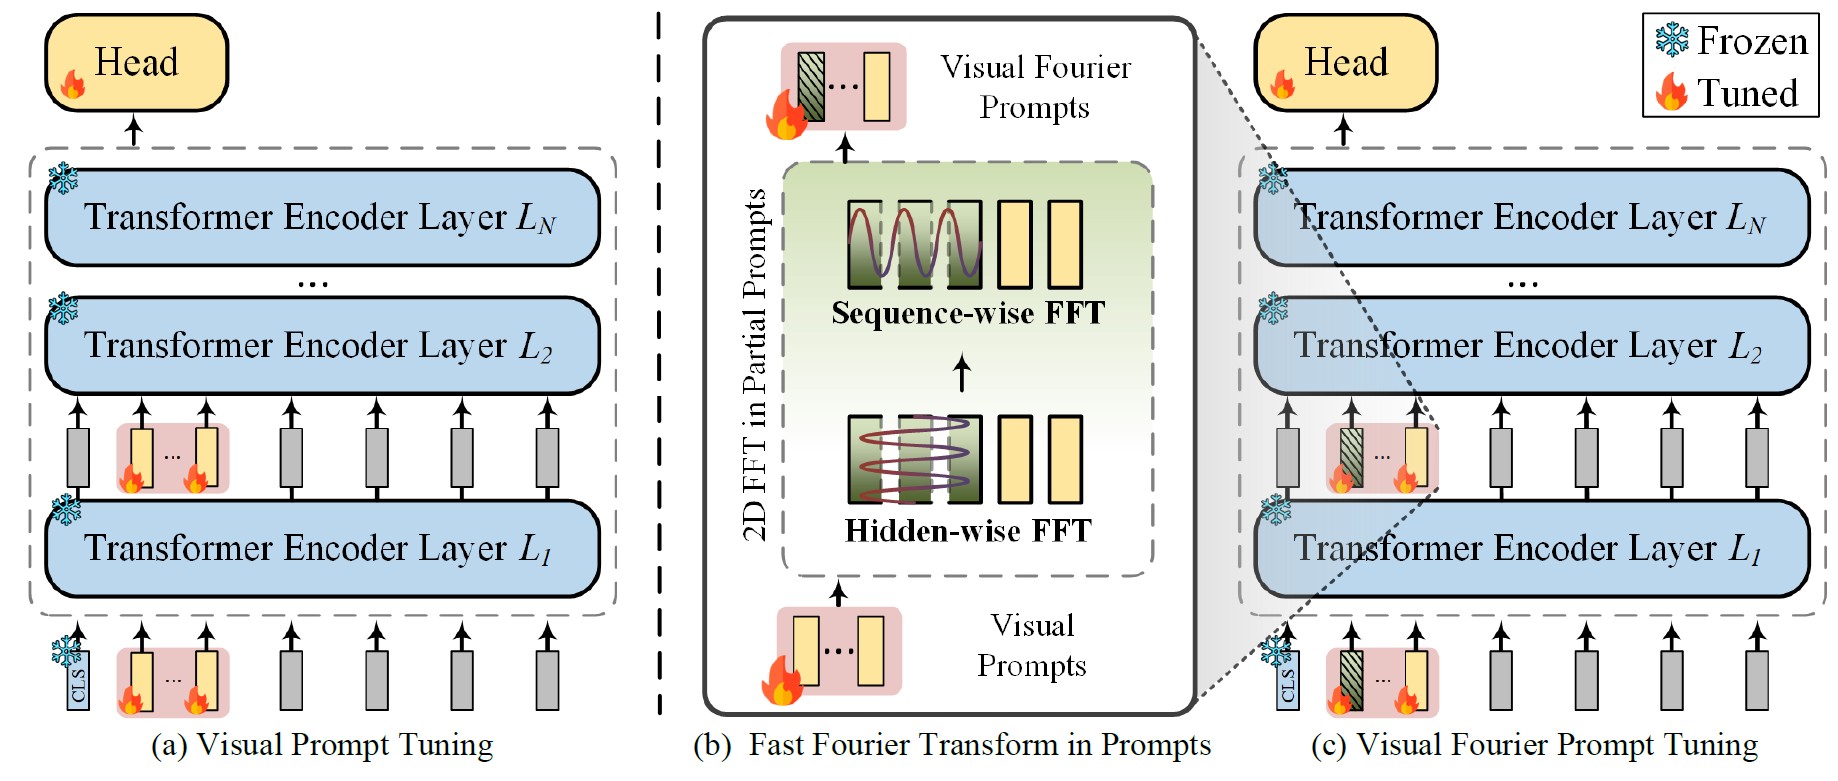 Head
Transformer Encoder Layer L_N
...
Transformer Encoder Layer L_2
...
Transformer Encoder Layer L_1
CLS
...
(a) Visual Prompt Tuning
...
Visual Fourier
Prompts
2D FFT in Partial Prompts
Sequence-wise FFT
Hidden-wise FFT
...
Visual
Prompts
(b) Fast Fourier Transform in Prompts
Head
Frozen
Tuned
Transformer Encoder Layer L_N
...
Transformer Encoder Layer L_2
...
Transformer Encoder Layer L_1
CLS
...
(c) Visual Fourier Prompt Tuning